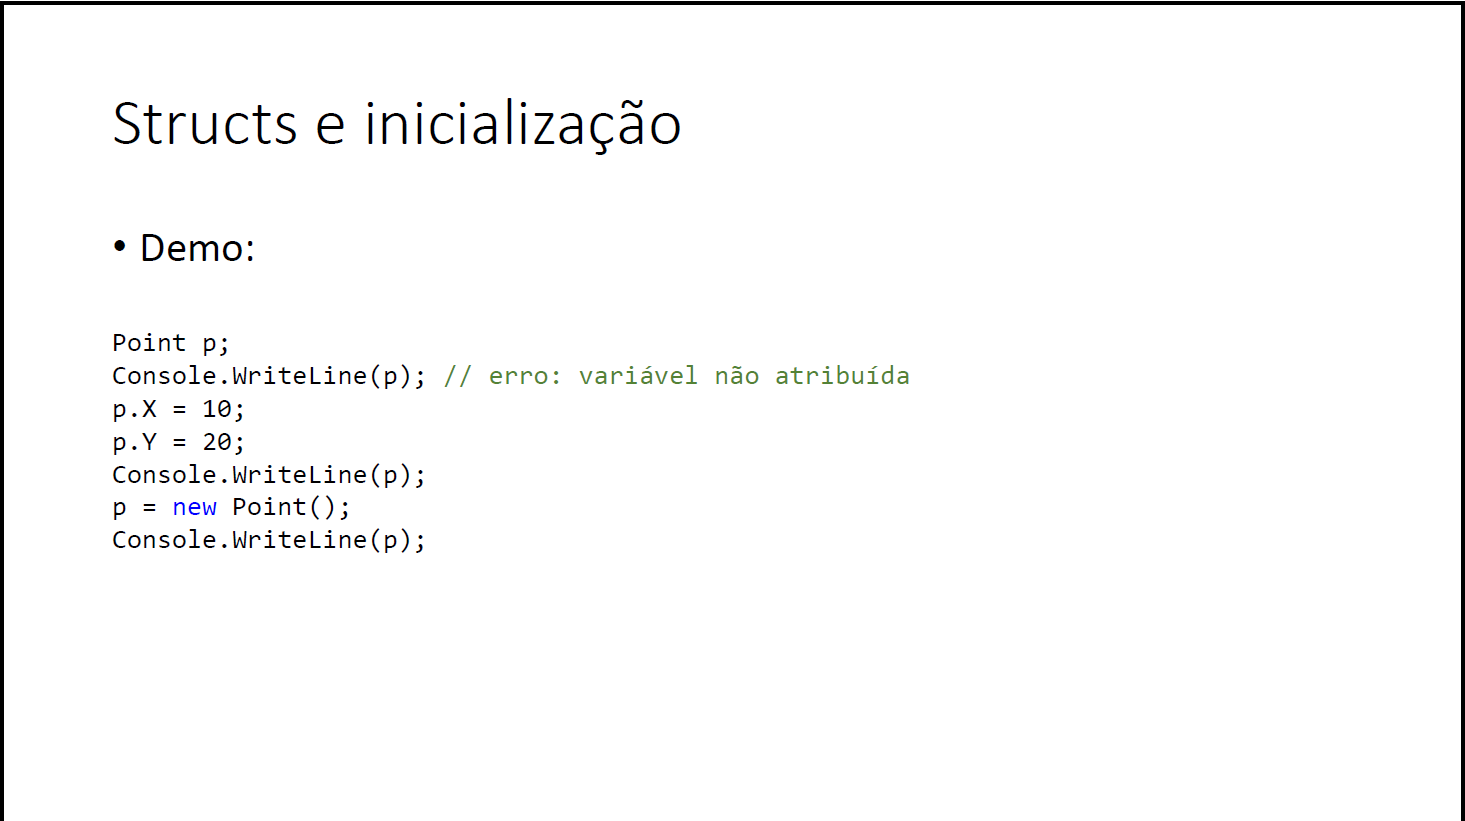 Structs e inicialização
• Demo:
Point p;
Console.WriteLine(p); // erro: variável não atribuída
p.X = 10;
p.Y = 20;
Console.WriteLine(p);
p = new Point();
Console.WriteLine(p);